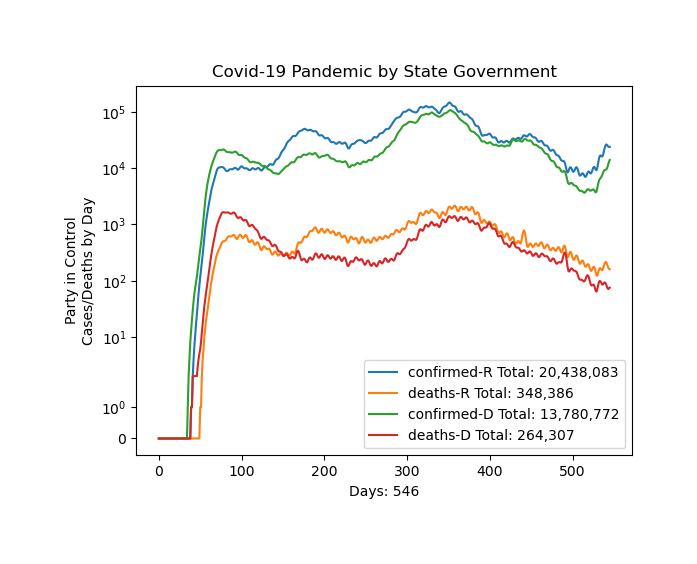 Covid-19 Pandemic by State Government
Party in Control
Cases/Deaths by Day
10^5
10^4
10^3
10^2
10^1
10^0
0
confirmed-R Total: 20,438,083
deaths-R Total: 348,386
confirmed-D Total: 13,780,772
deaths-D Total: 264,307
0 100 200 300 400 500
Days: 546